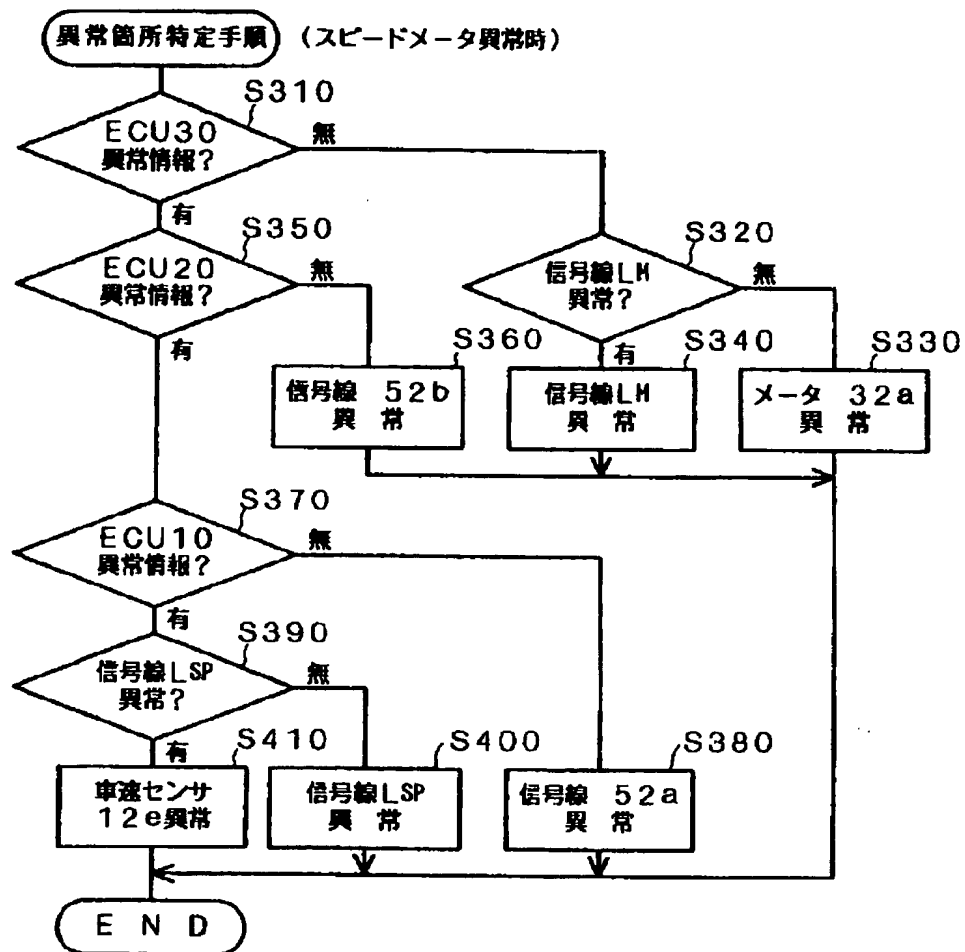 異常箇所特定手順 (スピードメータ異常時)
S310
ECU30
異常情報?
無
有
S350
ECU20
異常情報?
無
有
S320
信号線LM
異常?
無
有
S360
信号線 52b
異 常
S340
信号線LM
異 常
S330
メータ 32a
異 常
S370
ECU10
異常情報?
無
有
S390
信号線LSP
異常?
無
有
S410
車速センサ
12e異常
S400
信号線LSP
異 常
S380
信号線 52a
異 常
E N D